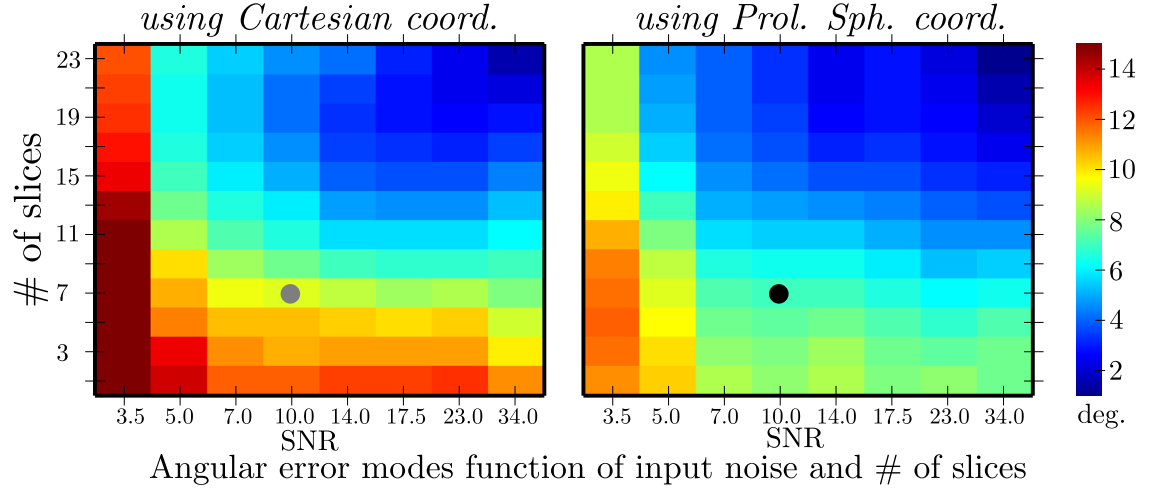 using Cartesian coord.
using Prol. Sph. coord.
# of slices
23
19
15
11
7
3
3.5 5.0 7.0 10.0 14.0 17.5 23.0 34.0
SNR
3.5 5.0 7.0 10.0 14.0 17.5 23.0 34.0
SNR
14
12
10
8
6
4
2
deg.
Angular error modes function of input noise and # of slices